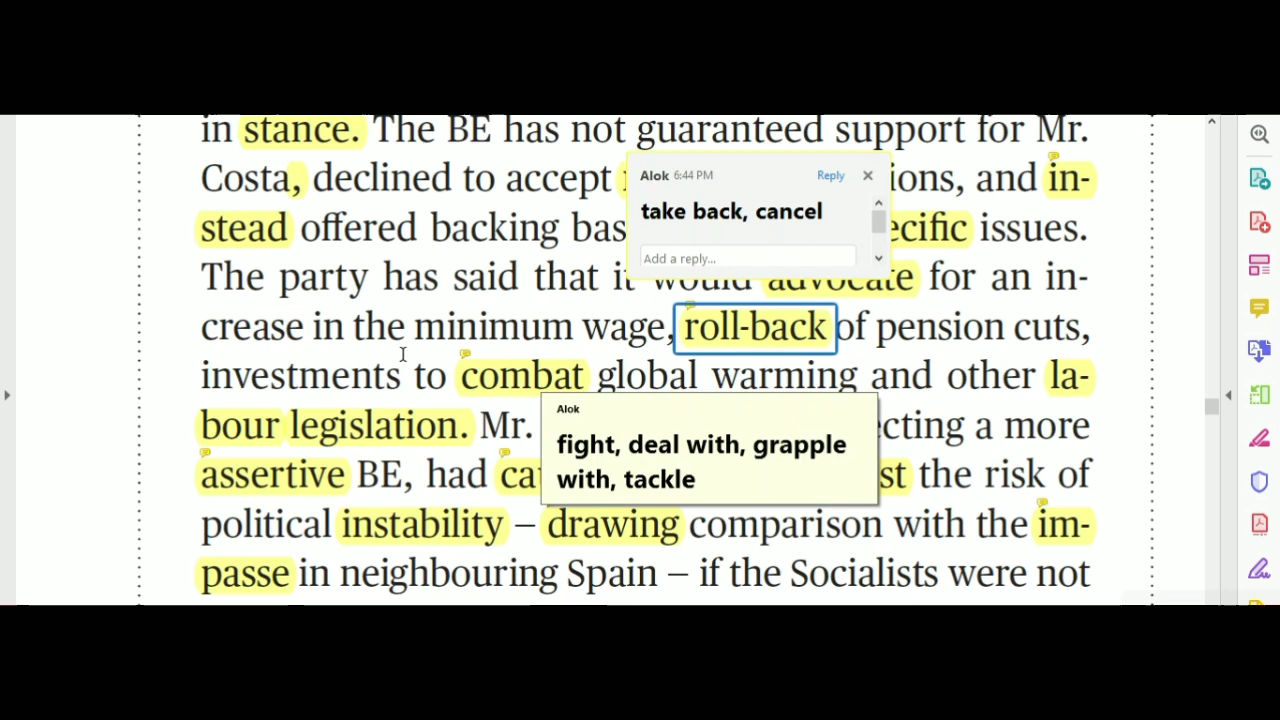 in stance. The BE has not guaranteed support for Mr.
Costa, declined to accept ions, and in-
Alok 6:44 PM Reply
take back, cancel
Add a reply...
stead offered backing bas ecific issues.
The party has said that it would advocate for an in-
crease in the minimum wage, roll-back of pension cuts,
investments to combat global warming and other la-
bour legislation. Mr. ecting a more
Alok
fight, deal with, grapple
with, tackle
assertive BE, had ca st the risk of
political instability – drawing comparison with the im-
passe in neighbouring Spain – if the Socialists were not